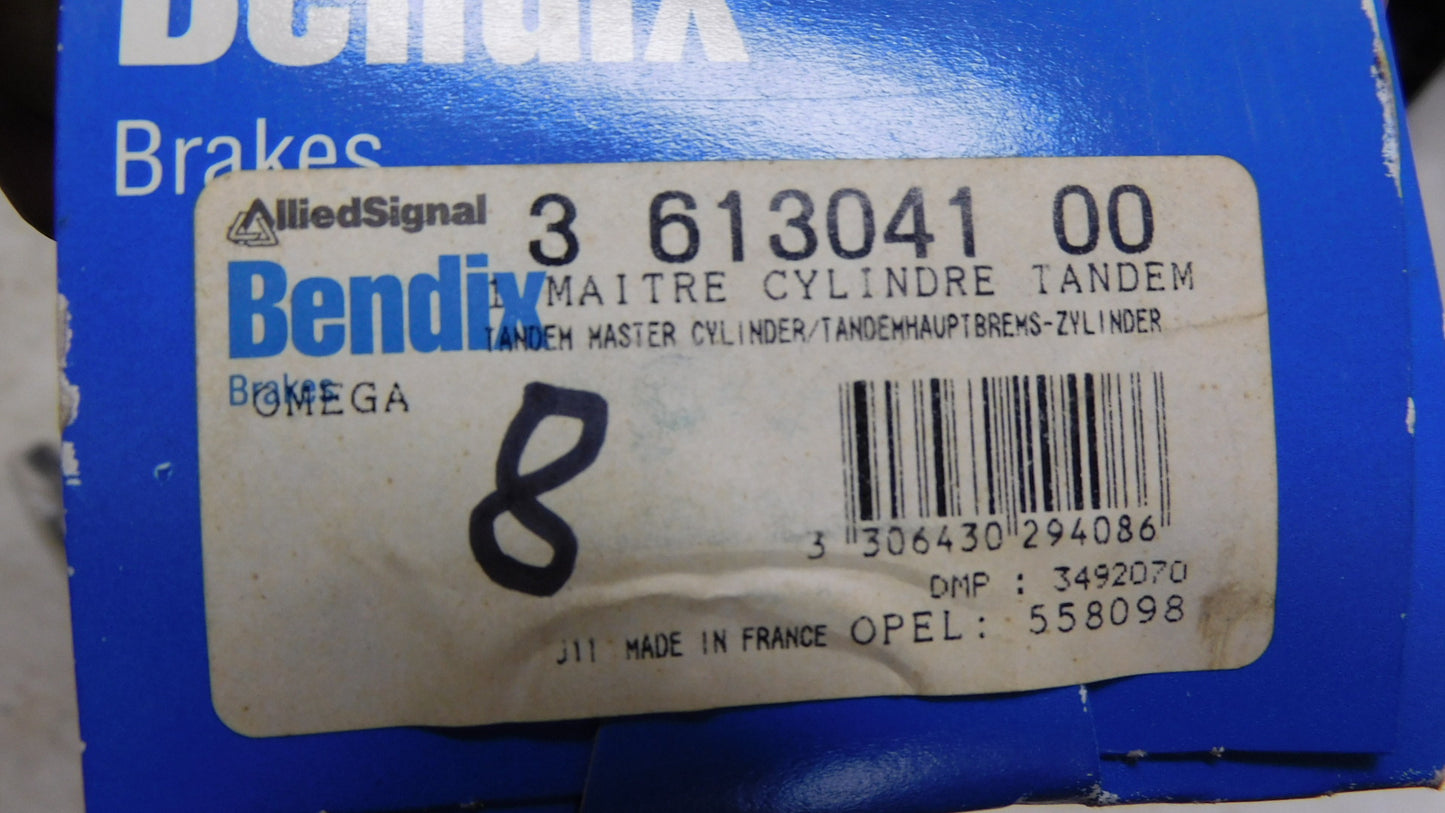 Bendix
Brakes
AlliedSignal 3 613041 00
Bendix
1 MAITRE CYLINDRE TANDEM
TANDEM MASTER CYLINDER/TANDEMHAUPTBREMS-ZYLINDER
Brakes
OMEGA
8
3 306430 294086
DMP : 3492070
OPEL: 558098
J11 MADE IN FRANCE